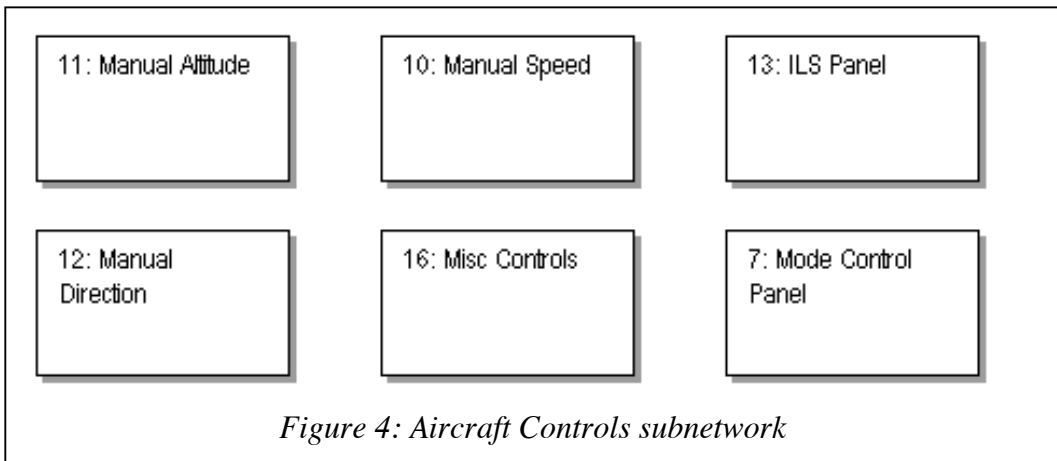 11: Manual Altitude
10: Manual Speed
13: ILS Panel
12: Manual
Direction
16: Misc Controls
7: Mode Control
Panel
Figure 4: Aircraft Controls subnetwork